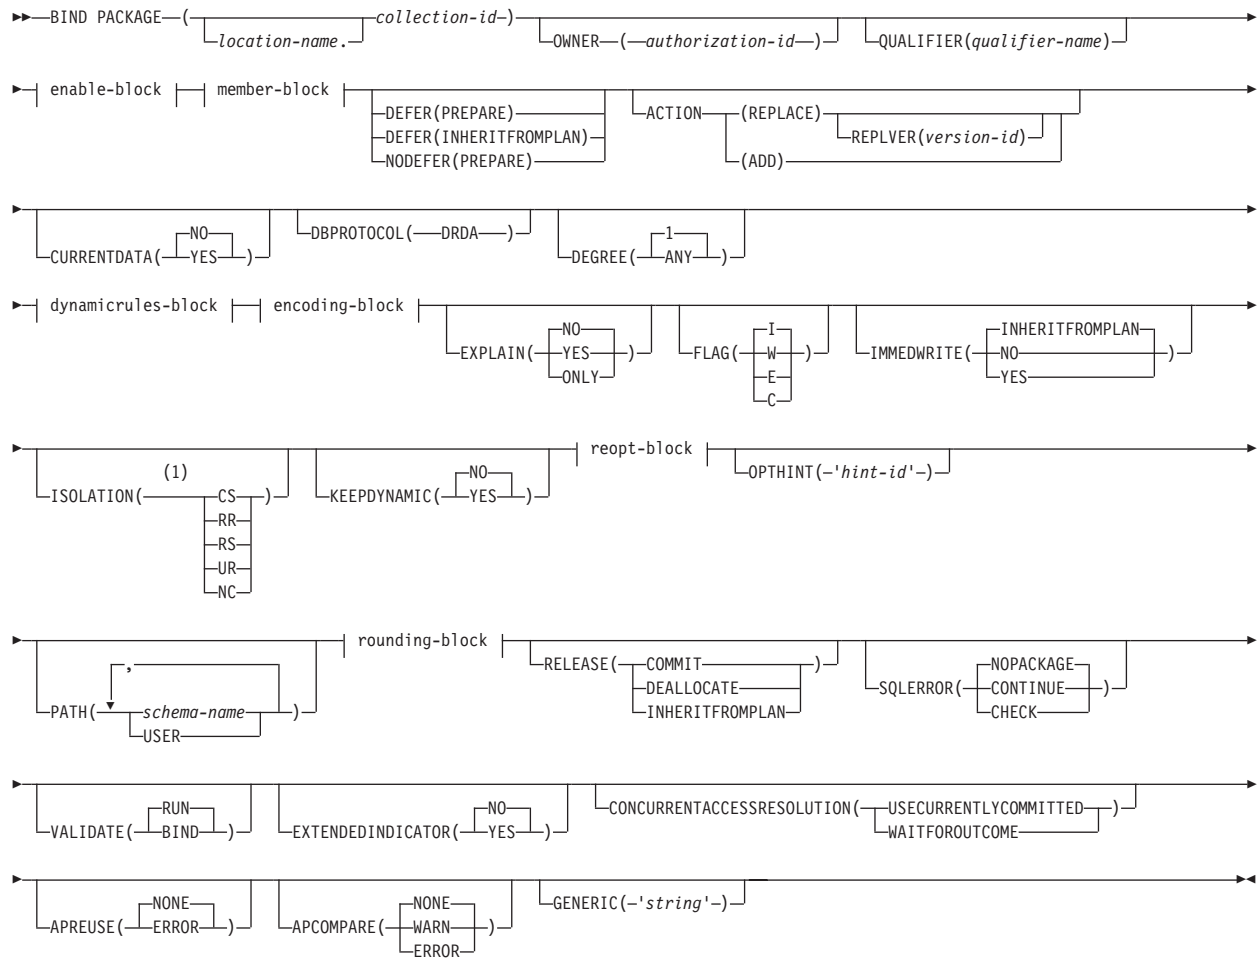 BIND PACKAGE ( collection-id )
location-name. OWNER ( authorization-id ) QUALIFIER(qualifier-name)
enable-block member-block
DEFER(PREPARE) ACTION (REPLACE)
DEFER(INHERITFROMPLAN) REPLVER(version-id)
NODEFER(PREPARE) (ADD)
NO 1
CURRENTDATA( YES ) DBPROTOCOL( DRDA ) DEGREE( ANY )
dynamicrules-block encoding-block
NO I INHERITFROMPLAN
EXPLAIN( YES ) FLAG( W ) IMMEDWRITE( NO )
ONLY E YES
C
reopt-block
(1) NO OPTHINT(-'hint-id'-)
ISOLATION( CS ) KEEPDYNAMIC( YES )
RR
RS
UR
NC
rounding-block
, RELEASE( COMMIT ) NOPACKAGE
DEALLOCATE SQLERROR( CONTINUE )
PATH( schema-name ) INHERITFROMPLAN CHECK
USER
RUN NO CONCURRENTACCESSRESOLUTION( USECURRENTLYCOMMITTED )
VALIDATE( BIND ) EXTENDEDINDICATOR( YES ) WAITFOROUTCOME
NONE NONE GENERIC(-'string'-)
APREUSE( ERROR ) APCOMPARE( WARN )
ERROR